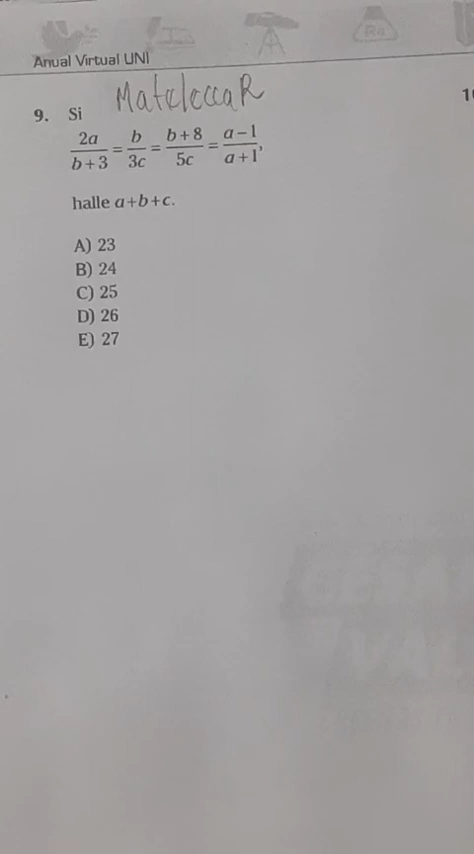 Anual Virtual UNI
MateleccaR
9. Si
2a/(b+3) = b/3c = (b+8)/5c = (a-1)/(a+1),
halle a+b+c.
A) 23
B) 24
C) 25
D) 26
E) 27